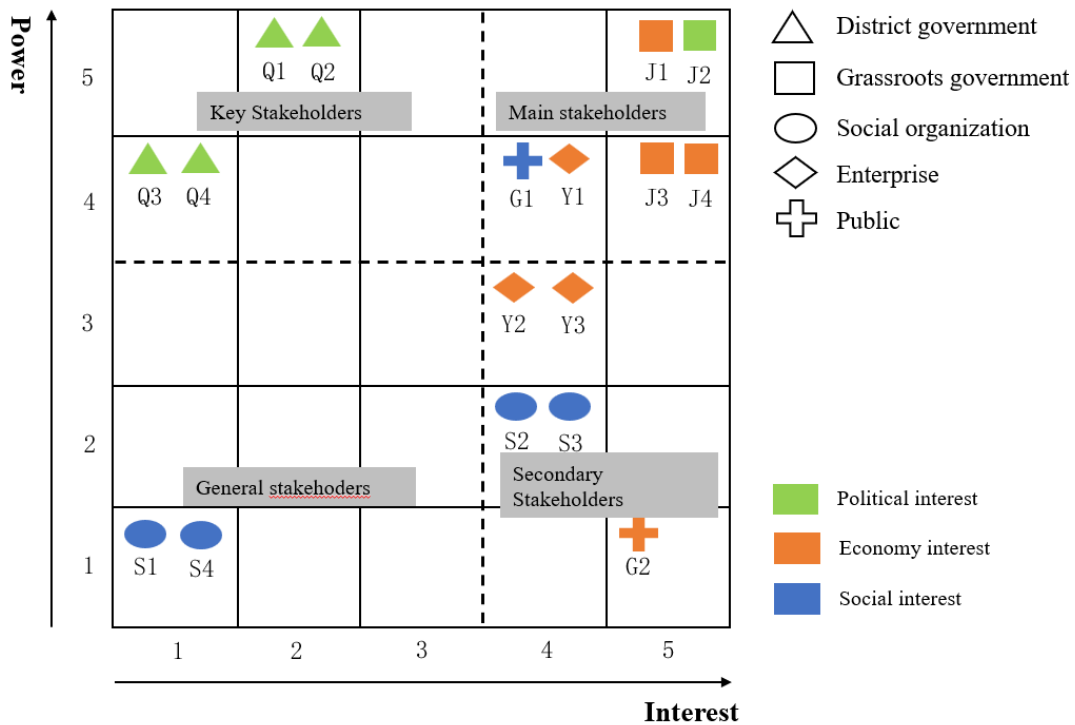 Power
District government
Q1 Q2 J1 J2
5
Grassroots government
Key Stakeholders
Main stakeholders
Social organization
Enterprise
4
Q3 Q4 G1 Y1 J3 J4
Public
3
Y2 Y3
2
S2 S3
General stakehoders
Secondary
Stakeholders
Political interest
Economy interest
1
S1 S4 G2
Social interest
1 2 3 4 5
Interest